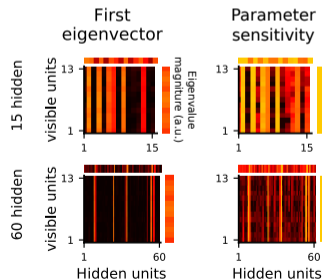 First
eigenvector
Parameter
sensitivity
15 hidden
visible units
13
1
1
15
Eigenvalue
magnitude (a.u.)
13
1
1
15
60 hidden
visible units
13
1
1
60
Hidden units
13
1
1
60
Hidden units